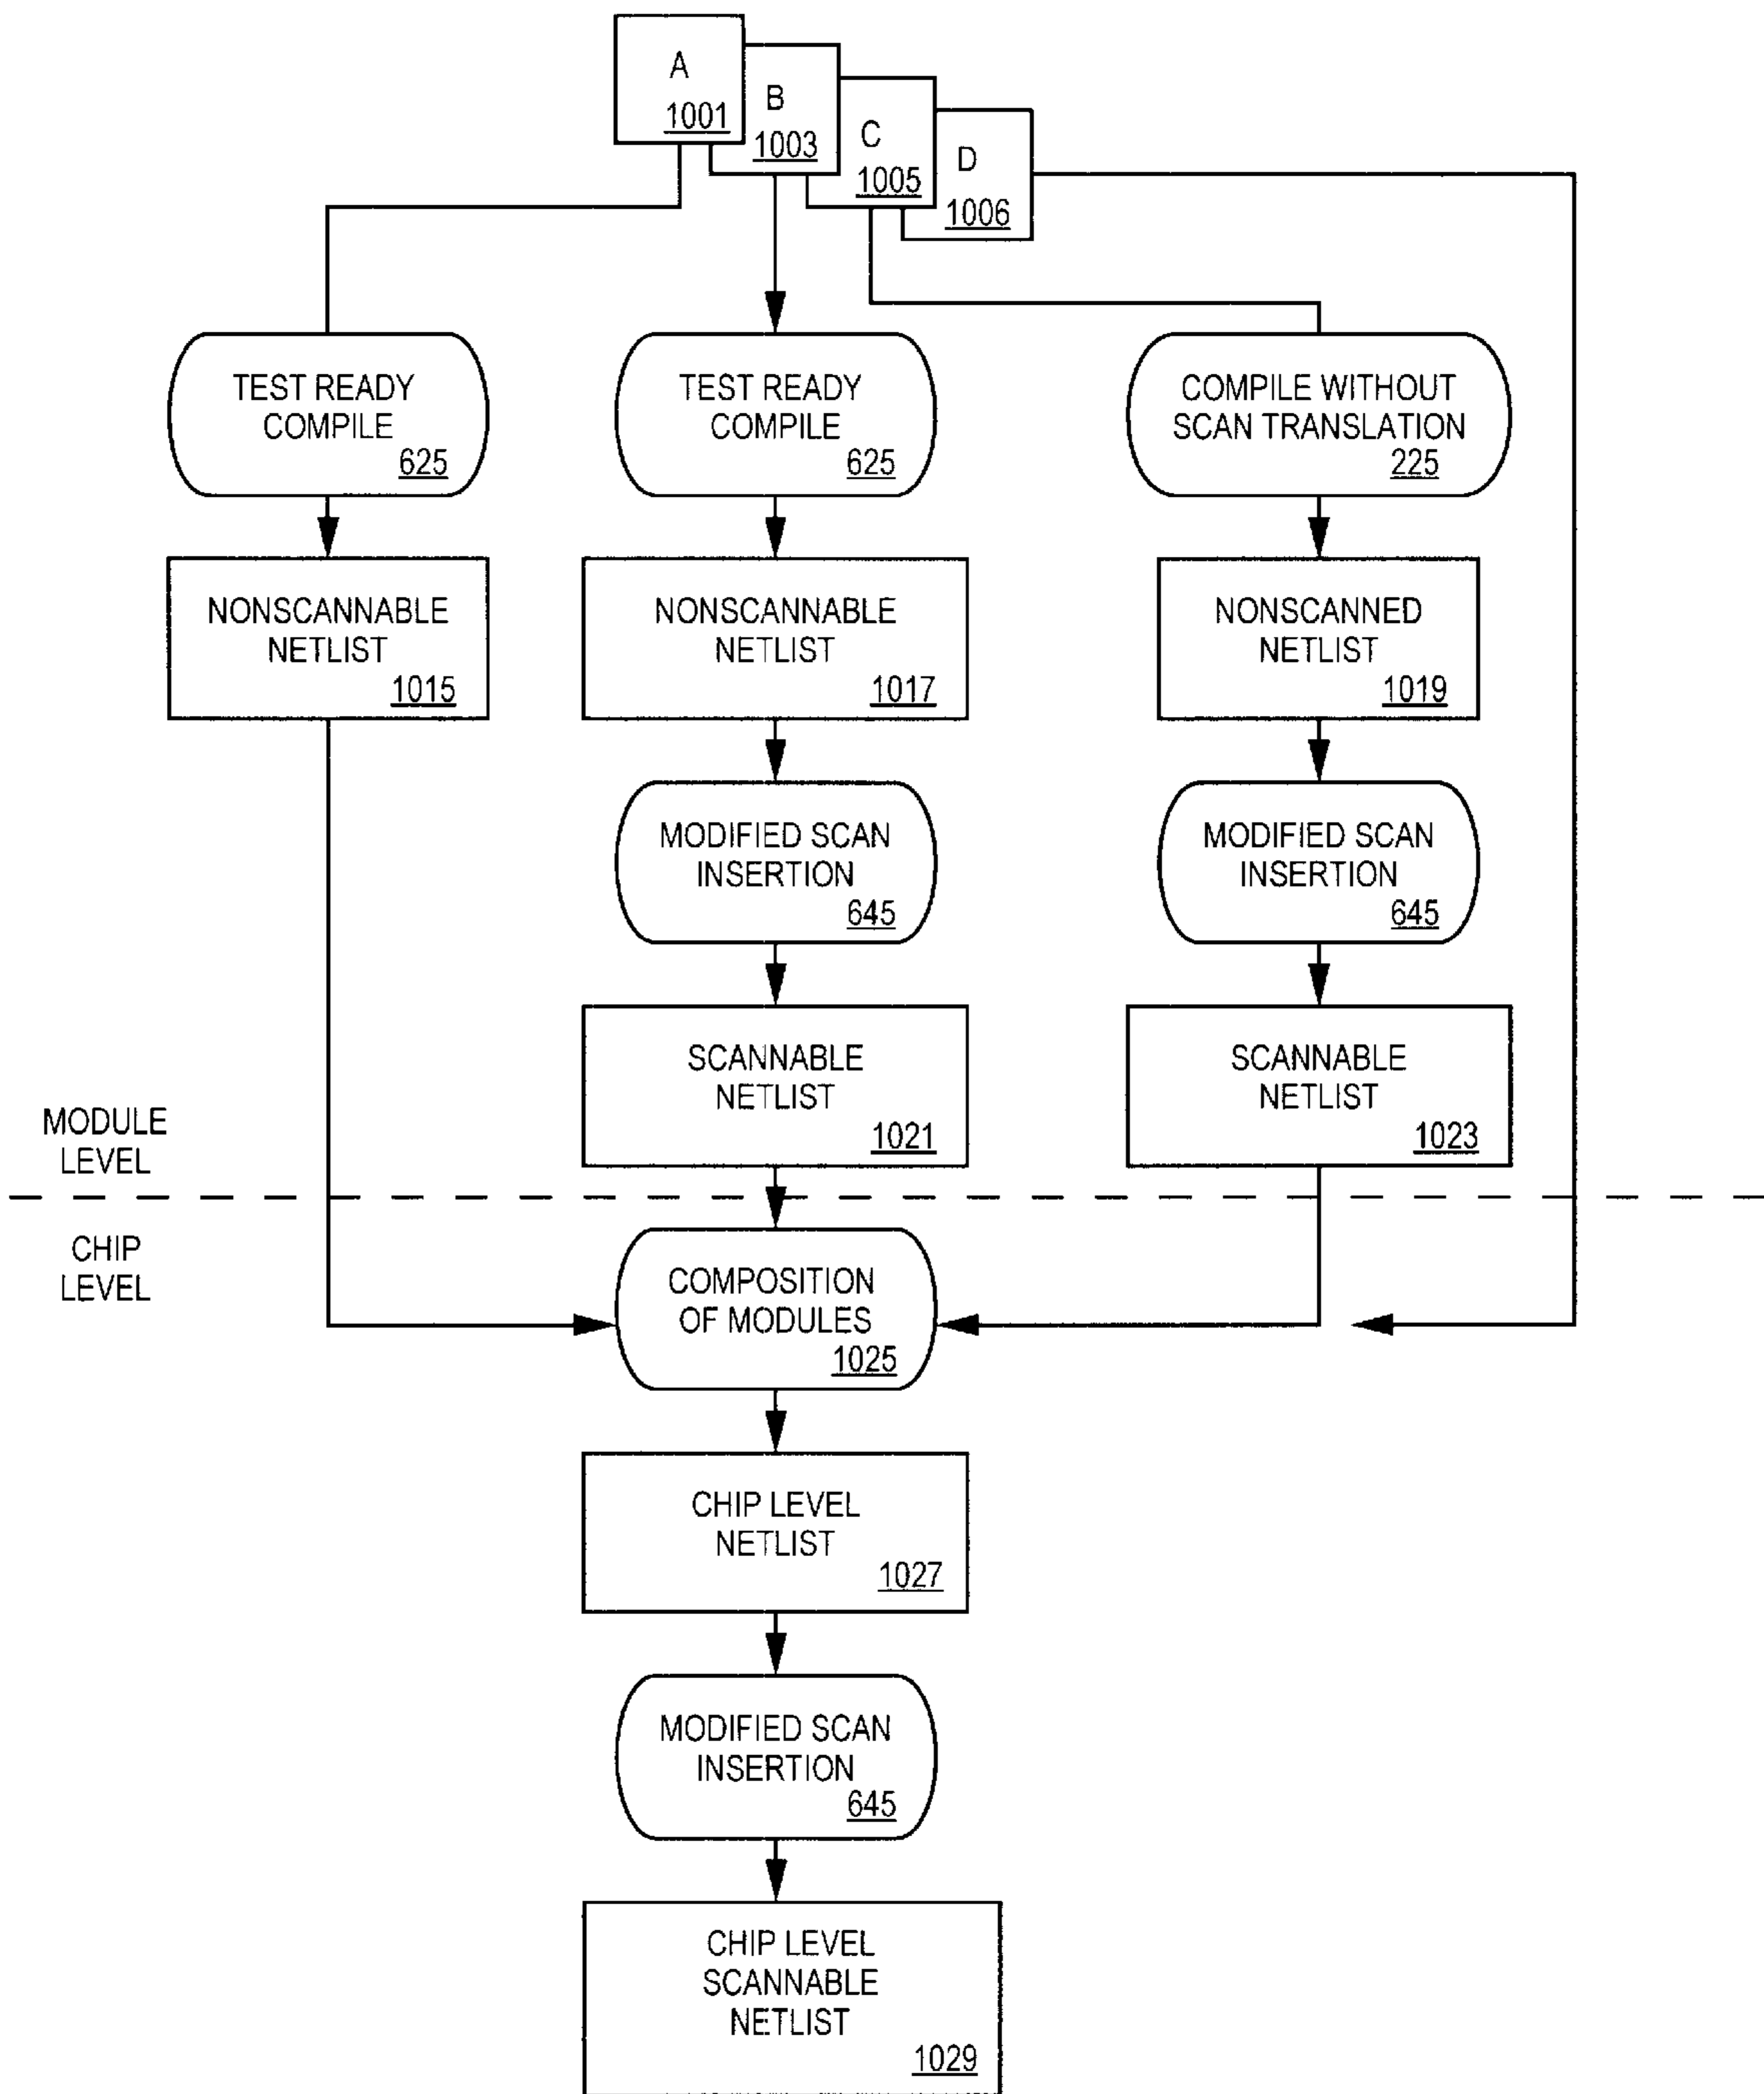 A
1001
B
1003
C
1005
D
1006
TEST READY
COMPILE
625
TEST READY
COMPILE
625
COMPILE WITHOUT
SCAN TRANSLATION
225
NONSCANNABLE
NETLIST
1015
NONSCANNABLE
NETLIST
1017
NONSCANNED
NETLIST
1019
MODIFIED SCAN
INSERTION
645
MODIFIED SCAN
INSERTION
645
SCANNABLE
NETLIST
1021
SCANNABLE
NETLIST
1023
MODULE
LEVEL
CHIP
LEVEL
COMPOSITION
OF MODULES
1025
CHIP LEVEL
NETLIST
1027
MODIFIED SCAN
INSERTION
645
CHIP LEVEL
SCANNABLE
NETLIST
1029